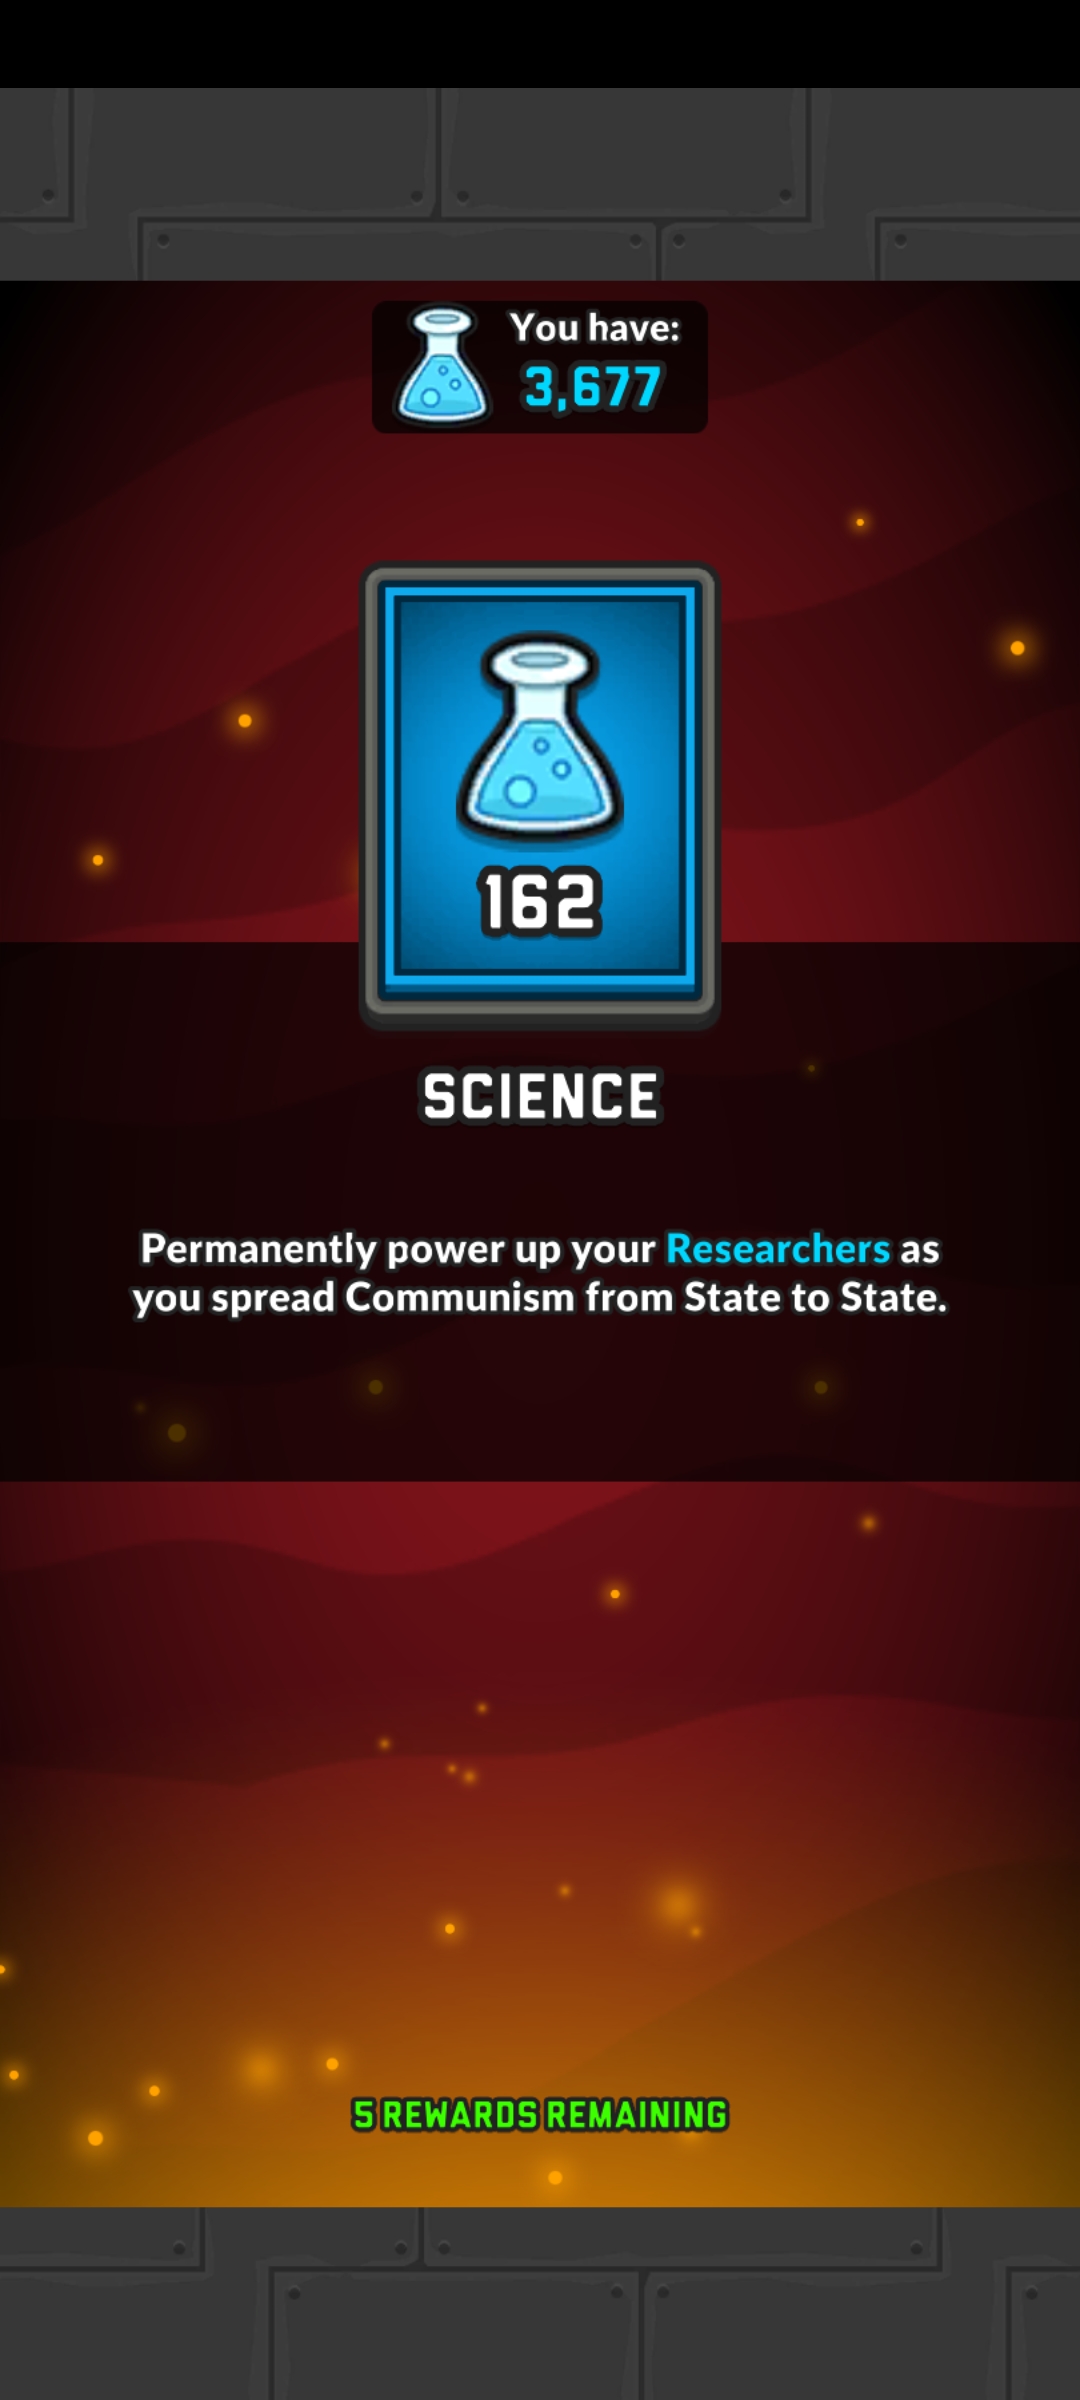 You have:
3,677
162
SCIENCE
Permanently power up your Researchers as
you spread Communism from State to State.
5 REWARDS REMAINING